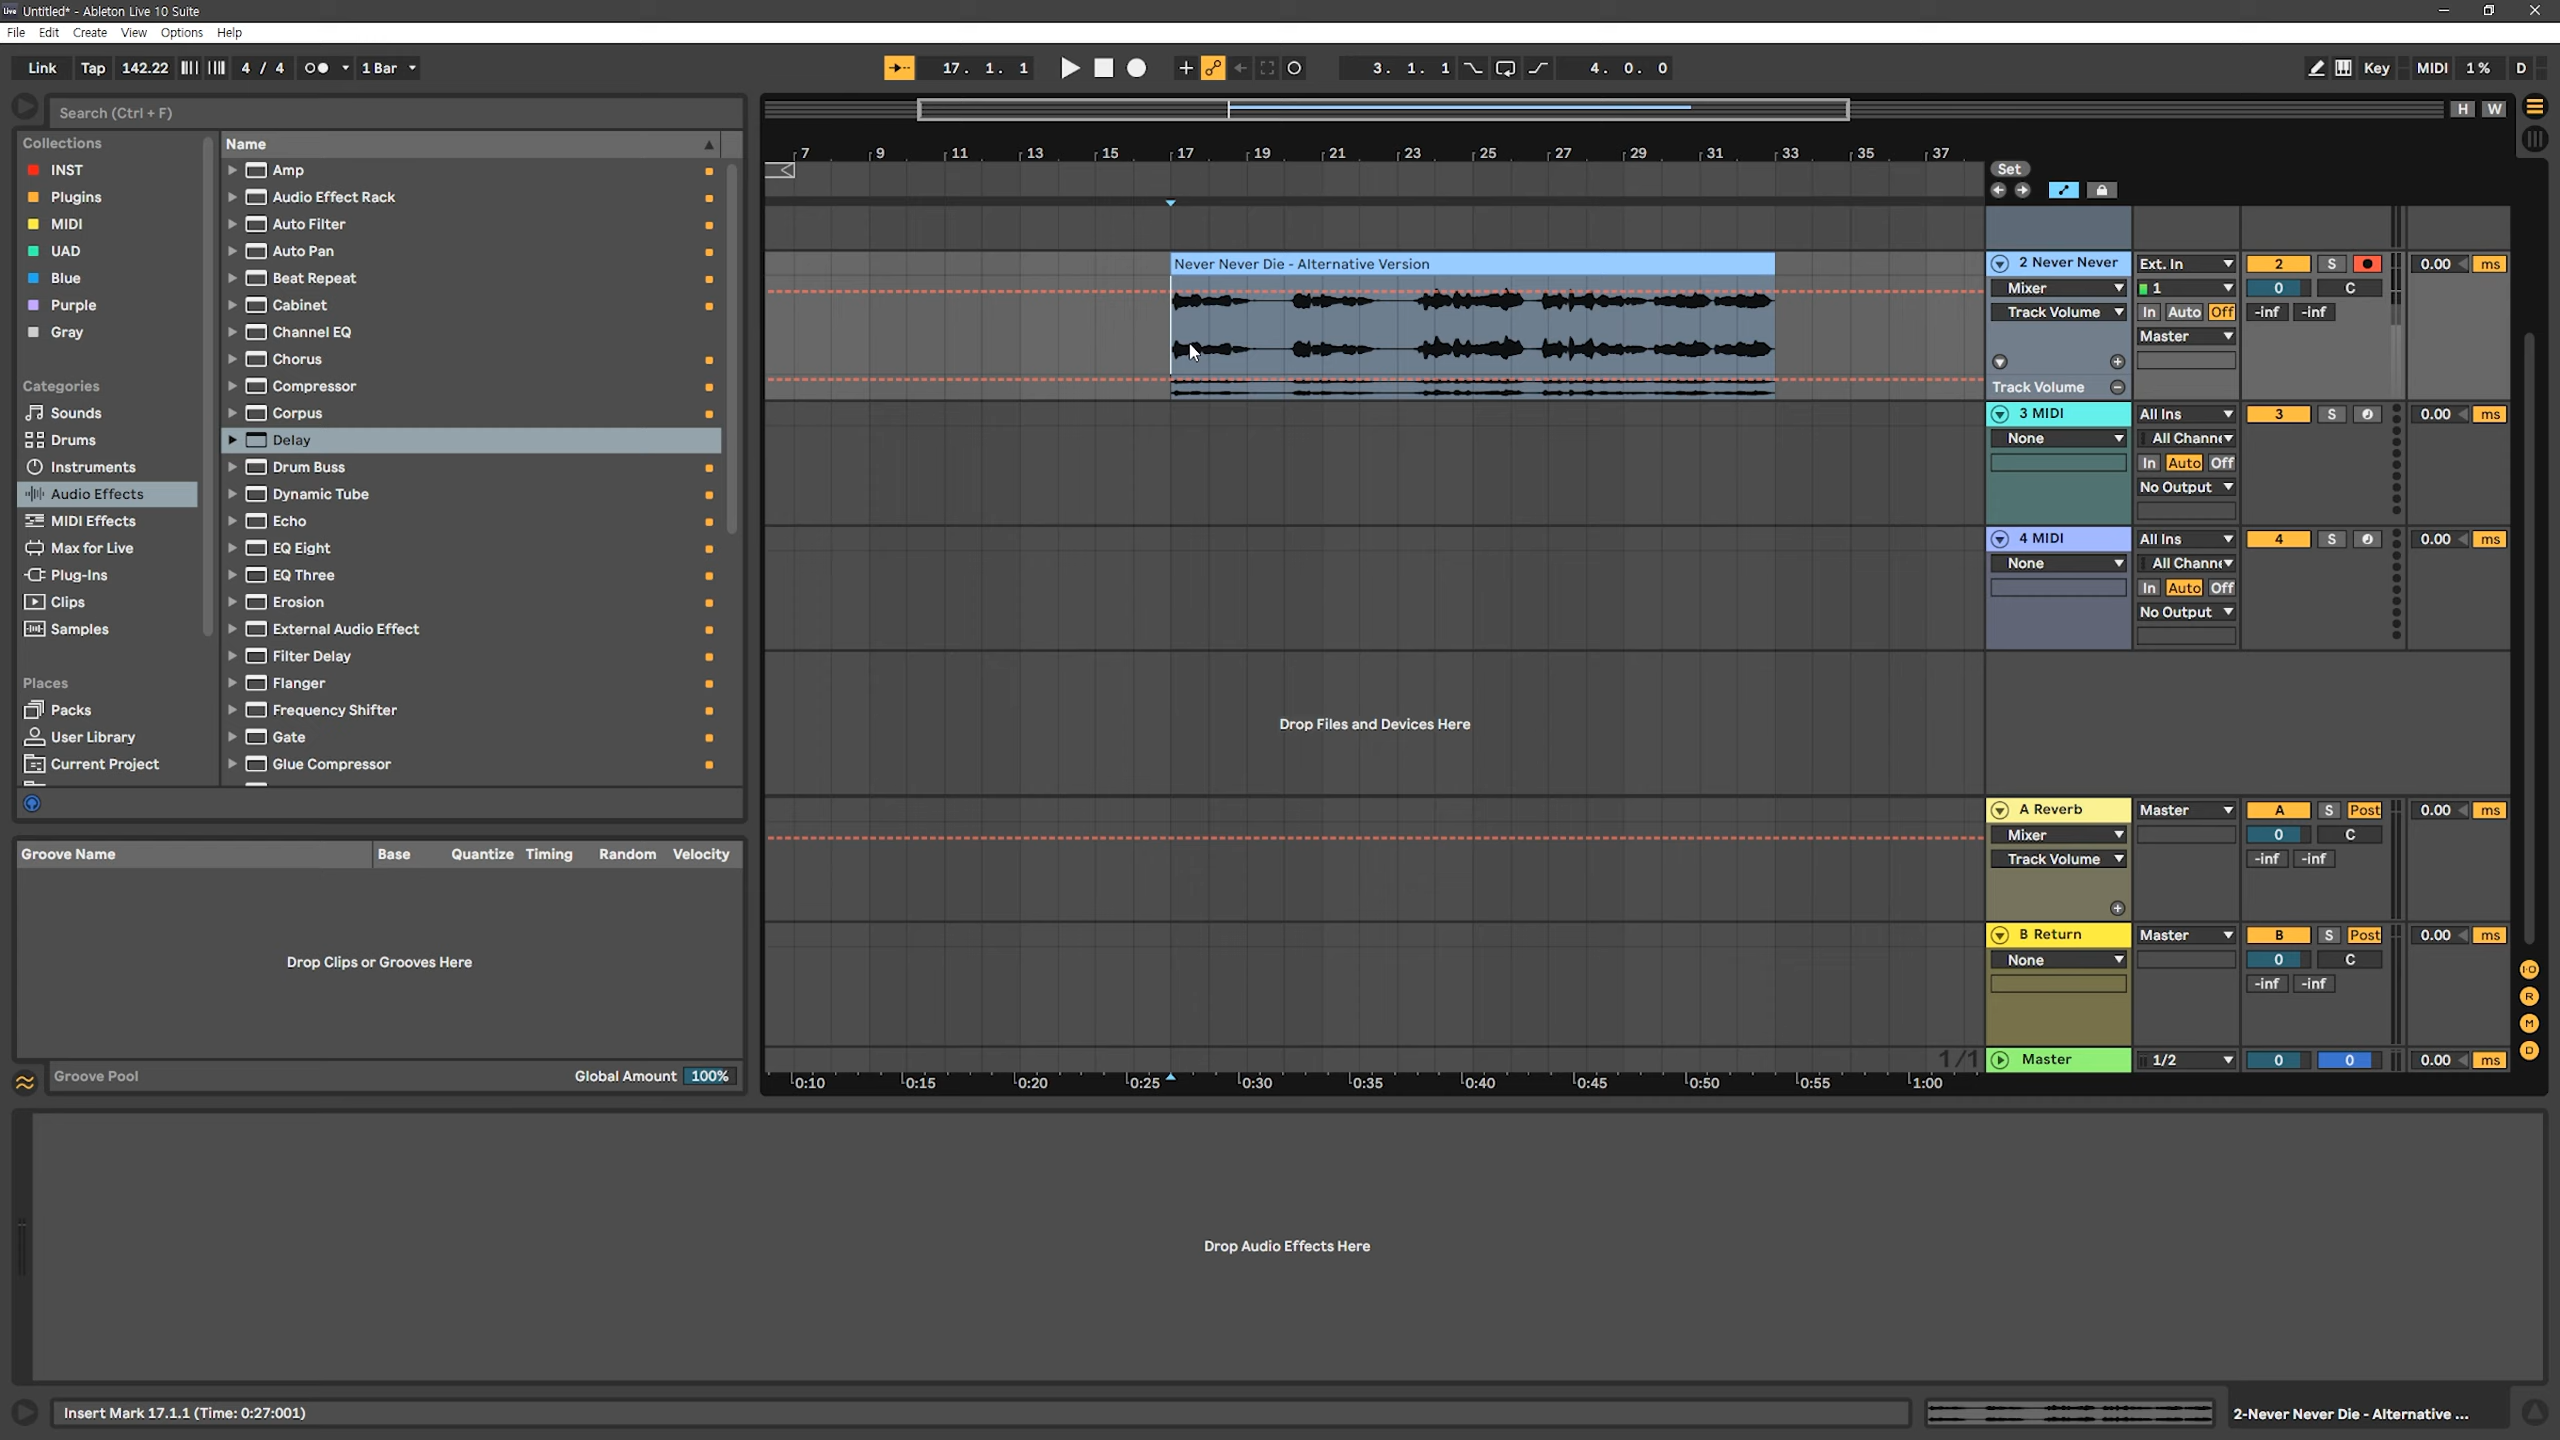 Live Untitled* - Ableton Live 10 Suite
File Edit Create View Options Help
Link Tap 142.22 4 / 4 1 Bar 17. 1. 1 3. 1. 1 4. 0. 0 Key MIDI 1% D
Search (Ctrl + F)
H W
Collections
INST
Plugins
MIDI
UAD
Blue
Purple
Gray
Categories
Sounds
Drums
Instruments
Audio Effects
MIDI Effects
Max for Live
Plug-Ins
Clips
Samples
Places
Packs
User Library
Current Project
Name
Amp
Audio Effect Rack
Auto Filter
Auto Pan
Beat Repeat
Cabinet
Channel EQ
Chorus
Compressor
Corpus
Delay
Drum Buss
Dynamic Tube
Echo
EQ Eight
EQ Three
Erosion
External Audio Effect
Filter Delay
Flanger
Frequency Shifter
Gate
Glue Compressor
Groove Name Base Quantize Timing Random Velocity
Drop Clips or Grooves Here
Groove Pool Global Amount 100%
7 9 11 13 15 17 19 21 23 25 27 29 31 33 35 37
Set
Never Never Die - Alternative Version
2 Never Never Ext. In 2 S 0.00 ms
Mixer 1 0 C
Track Volume In Auto Off -inf -inf
Master
Track Volume
3 MIDI All Ins 3 S 0.00 ms
None All Channe
In Auto Off
No Output
4 MIDI All Ins 4 S 0.00 ms
None All Channe
In Auto Off
No Output
Drop Files and Devices Here
A Reverb Master A S Post 0.00 ms
Mixer 0 C
Track Volume -inf -inf
B Return Master B S Post 0.00 ms
None 0 C
-inf -inf
I·O
R
M
D
1/1 Master 1/2 0 0 0.00 ms
0:10 0:15 0:20 0:25 0:30 0:35 0:40 0:45 0:50 0:55 1:00
Drop Audio Effects Here
Insert Mark 17.1.1 (Time: 0:27:001) 2-Never Never Die - Alternative ...